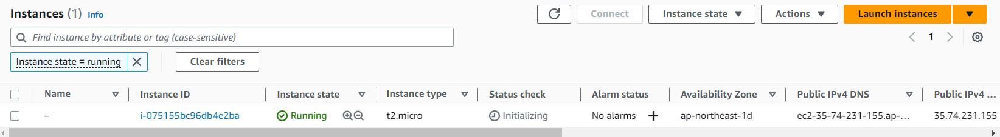 Instances (1) Info
Connect Instance state Actions Launch instances
Find instance by attribute or tag (case-sensitive)
1
Instance state = running Clear filters
Name Instance ID Instance state Instance type Status check Alarm status Availability Zone Public IPv4 DNS Public IPv4 ...
– i-075155bc96db4e2ba Running t2.micro Initializing No alarms + ap-northeast-1d ec2-35-74-231-155.ap-... 35.74.231.155